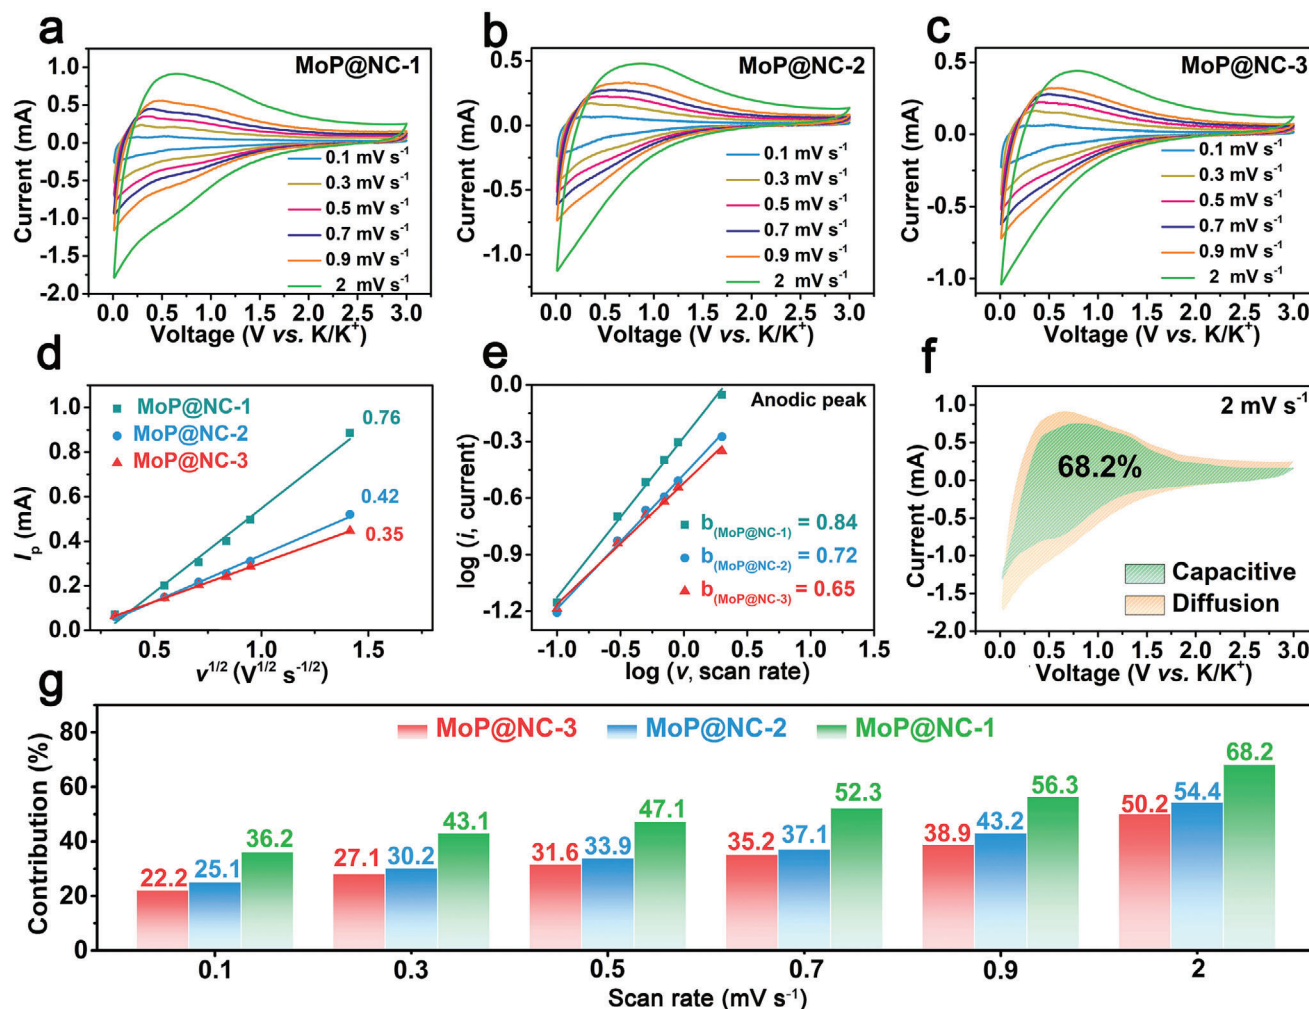 a
MoP@NC-1
1.0
0.5
0.0
-0.5
-1.0
-1.5
-2.0
Current (mA)
0.1 mV s⁻¹
0.3 mV s⁻¹
0.5 mV s⁻¹
0.7 mV s⁻¹
0.9 mV s⁻¹
2 mV s⁻¹
0.0 0.5 1.0 1.5 2.0 2.5 3.0
Voltage (V vs. K/K⁺)
b
MoP@NC-2
0.5
0.0
-0.5
-1.0
Current (mA)
0.1 mV s⁻¹
0.3 mV s⁻¹
0.5 mV s⁻¹
0.7 mV s⁻¹
0.9 mV s⁻¹
2 mV s⁻¹
0.0 0.5 1.0 1.5 2.0 2.5 3.0
Voltage (V vs. K/K⁺)
c
MoP@NC-3
0.5
0.0
-0.5
-1.0
Current (mA)
0.1 mV s⁻¹
0.3 mV s⁻¹
0.5 mV s⁻¹
0.7 mV s⁻¹
0.9 mV s⁻¹
2 mV s⁻¹
0.0 0.5 1.0 1.5 2.0 2.5 3.0
Voltage (V vs. K/K⁺)
d
MoP@NC-1
MoP@NC-2
MoP@NC-3
0.76
0.42
0.35
1.0
0.8
0.6
0.4
0.2
0.0
Iₚ (mA)
0.5 1.0 1.5
v^1/2 (V^1/2 s^-1/2)
e
Anodic peak
0.0
-0.3
-0.6
-0.9
-1.2
log (i, current)
b(MoP@NC-1) = 0.84
b(MoP@NC-2) = 0.72
b(MoP@NC-3) = 0.65
-1.0 -0.5 0.0 0.5 1.0 1.5
log (v, scan rate)
f
2 mV s⁻¹
68.2%
Capacitive
Diffusion
1.0
0.5
0.0
-0.5
-1.0
-1.5
-2.0
Current (mA)
0.0 0.5 1.0 1.5 2.0 2.5 3.0
Voltage (V vs. K/K⁺)
g
MoP@NC-3 MoP@NC-2 MoP@NC-1
80
60
40
20
0
Contribution (%)
22.2 25.1 36.2
27.1 30.2 43.1
31.6 33.9 47.1
35.2 37.1 52.3
38.9 43.2 56.3
50.2 54.4 68.2
0.1 0.3 0.5 0.7 0.9 2
Scan rate (mV s⁻¹)